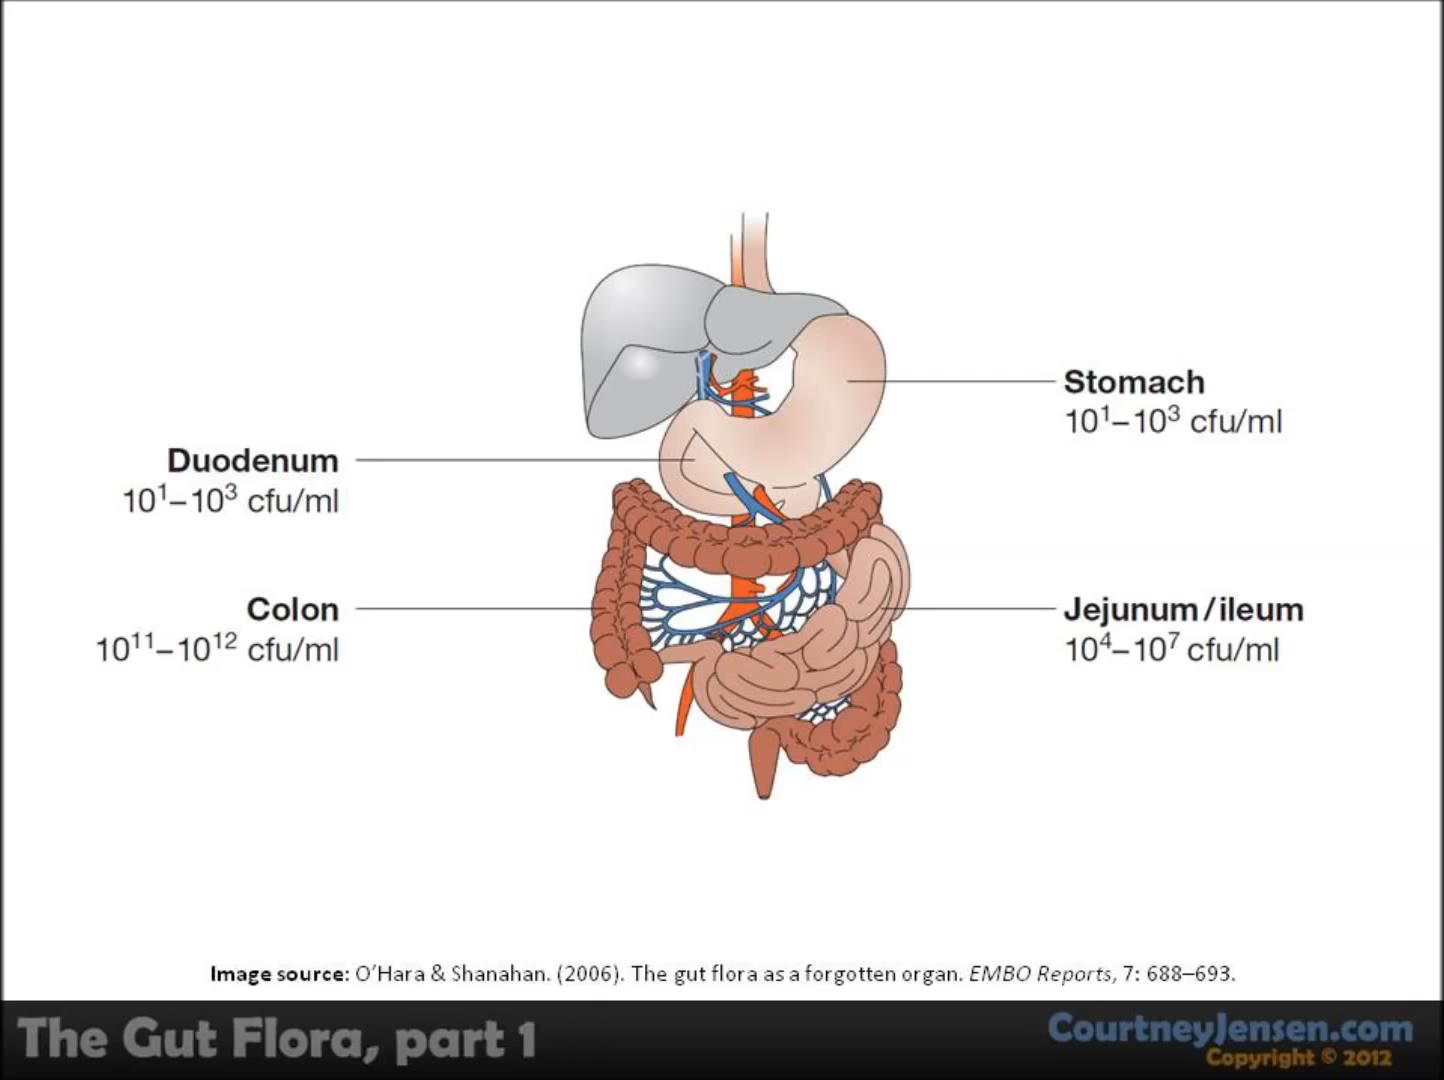 Stomach
10¹–10³ cfu/ml
Duodenum
10¹–10³ cfu/ml
Colon
10¹¹–10¹² cfu/ml
Jejunum/ileum
10⁴–10⁷ cfu/ml
Image source: O’Hara & Shanahan. (2006). The gut flora as a forgotten organ. EMBO Reports, 7: 688–693.
The Gut Flora, part 1
CourtneyJensen.com
Copyright © 2012